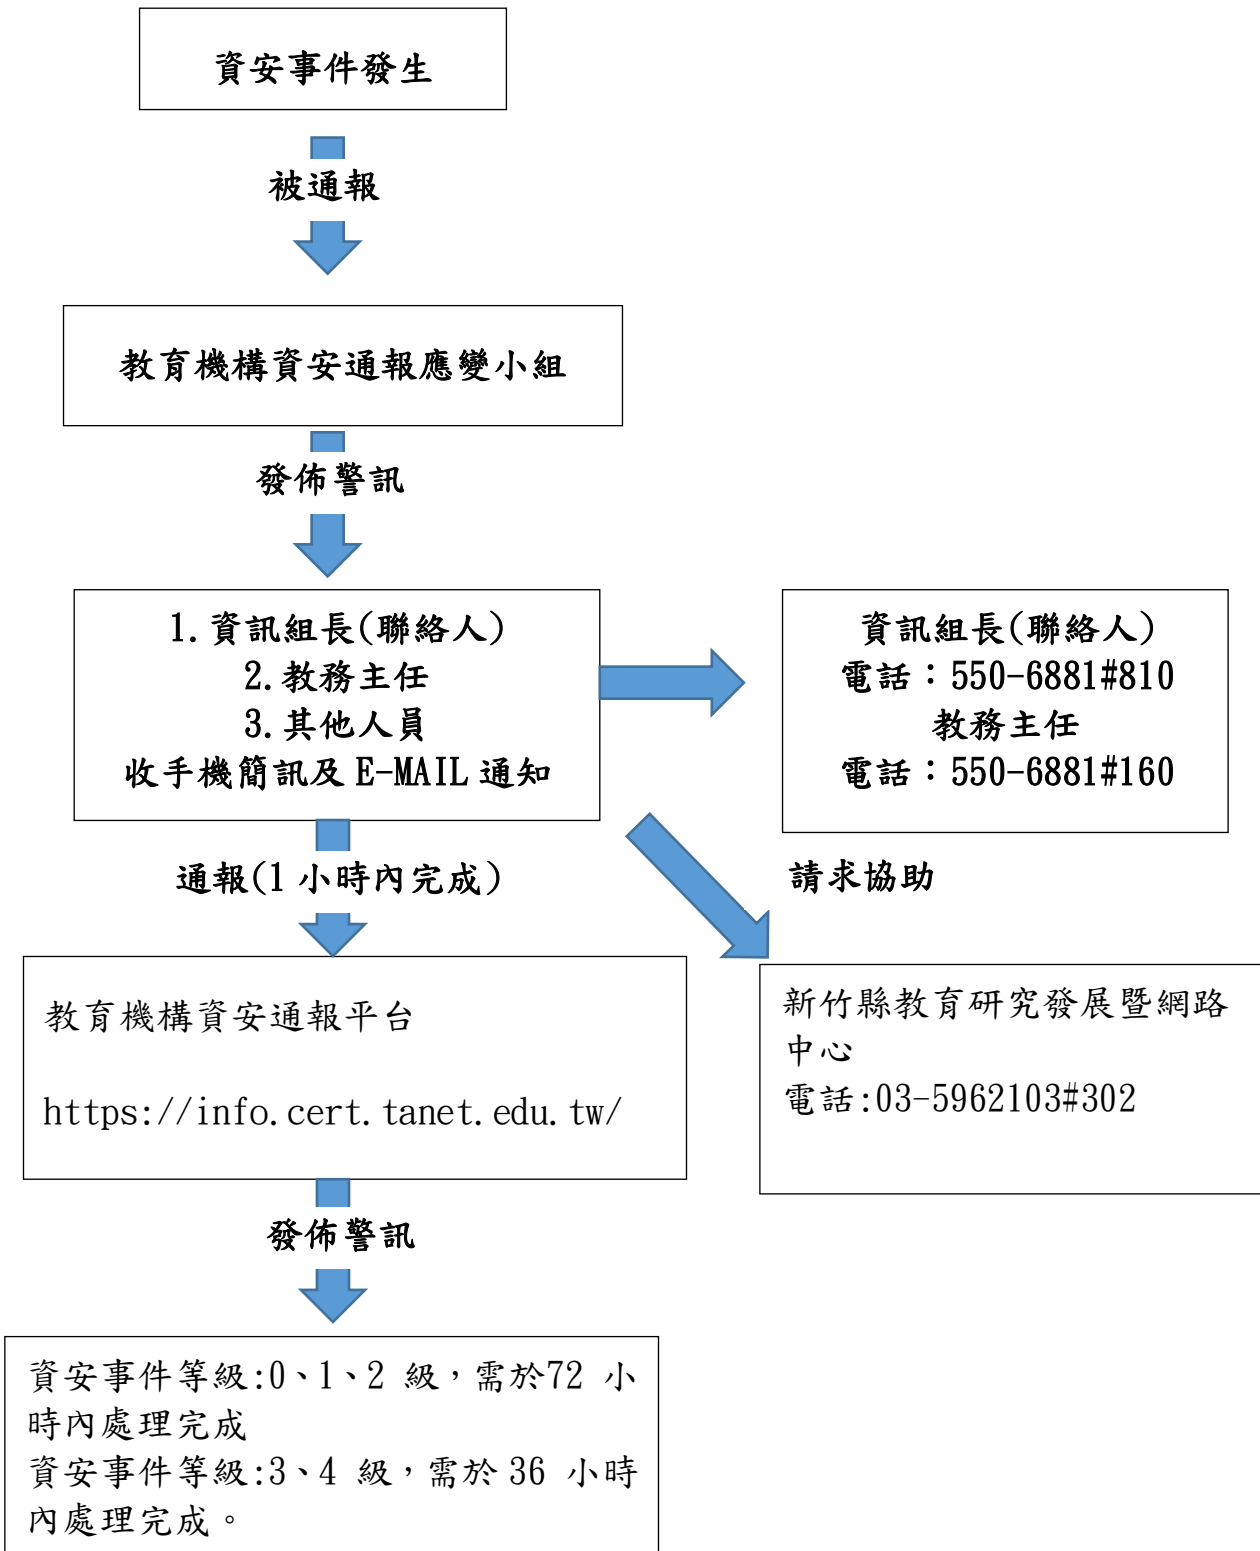 資安事件發生
被通報
教育機構資安通報應變小組
發佈警訊
1.資訊組長(聯絡人)
2.教務主任
3.其他人員
收手機簡訊及 E-MAIL 通知
資訊組長(聯絡人)
電話：550-6881#810
教務主任
電話：550-6881#160
通報(1 小時內完成)
請求協助
教育機構資安通報平台
https://info.cert.tanet.edu.tw/
新竹縣教育研究發展暨網路
中心
電話:03-5962103#302
發佈警訊
資安事件等級:0、1、2 級，需於72 小
時內處理完成
資安事件等級:3、4 級，需於 36 小時
內處理完成。